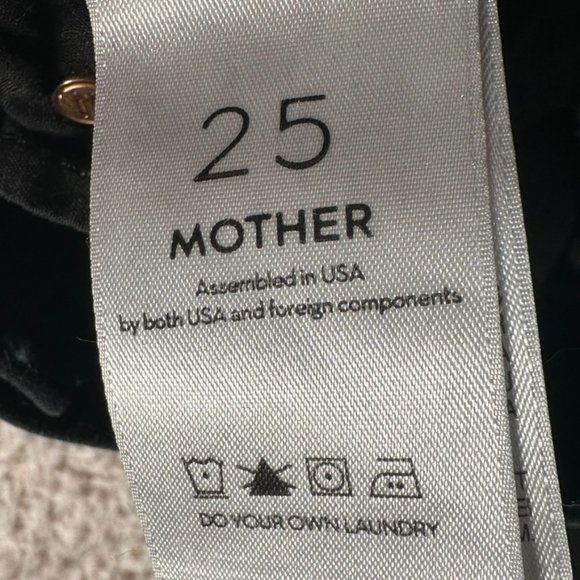 25
MOTHER
Assembled in USA
by both USA and foreign components
DO YOUR OWN LAUNDRY